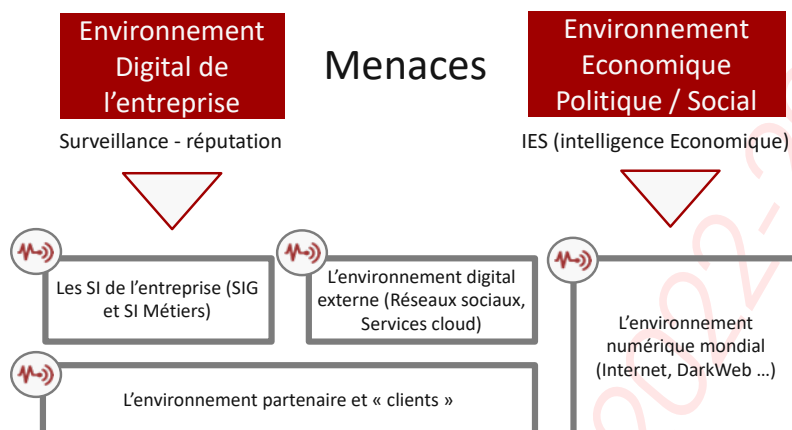 Environnement
Digital de
l'entreprise
Menaces
Environnement
Economique
Politique / Social
Surveillance - réputation
IES (intelligence Economique)
Les SI de l'entreprise (SIG
et SI Métiers)
L'environnement digital
externe (Réseaux sociaux,
Services cloud)
L'environnement
numérique mondial
(Internet, DarkWeb …)
L'environnement partenaire et « clients »
2022-2